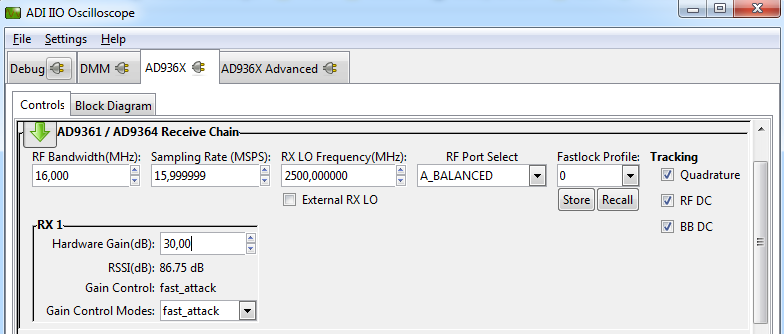 ADI IIO Oscilloscope
File Settings Help
Debug DMM AD936X AD936X Advanced
Controls Block Diagram
AD9361 / AD9364 Receive Chain
RF Bandwidth(MHz): Sampling Rate (MSPS): RX LO Frequency(MHz): RF Port Select Fastlock Profile: Tracking
16,000 15,999999 2500,000000 A_BALANCED 0 Quadrature
External RX LO Store Recall RF DC
BB DC
RX 1
Hardware Gain(dB): 30,00
RSSI(dB): 86.75 dB
Gain Control: fast_attack
Gain Control Modes: fast_attack